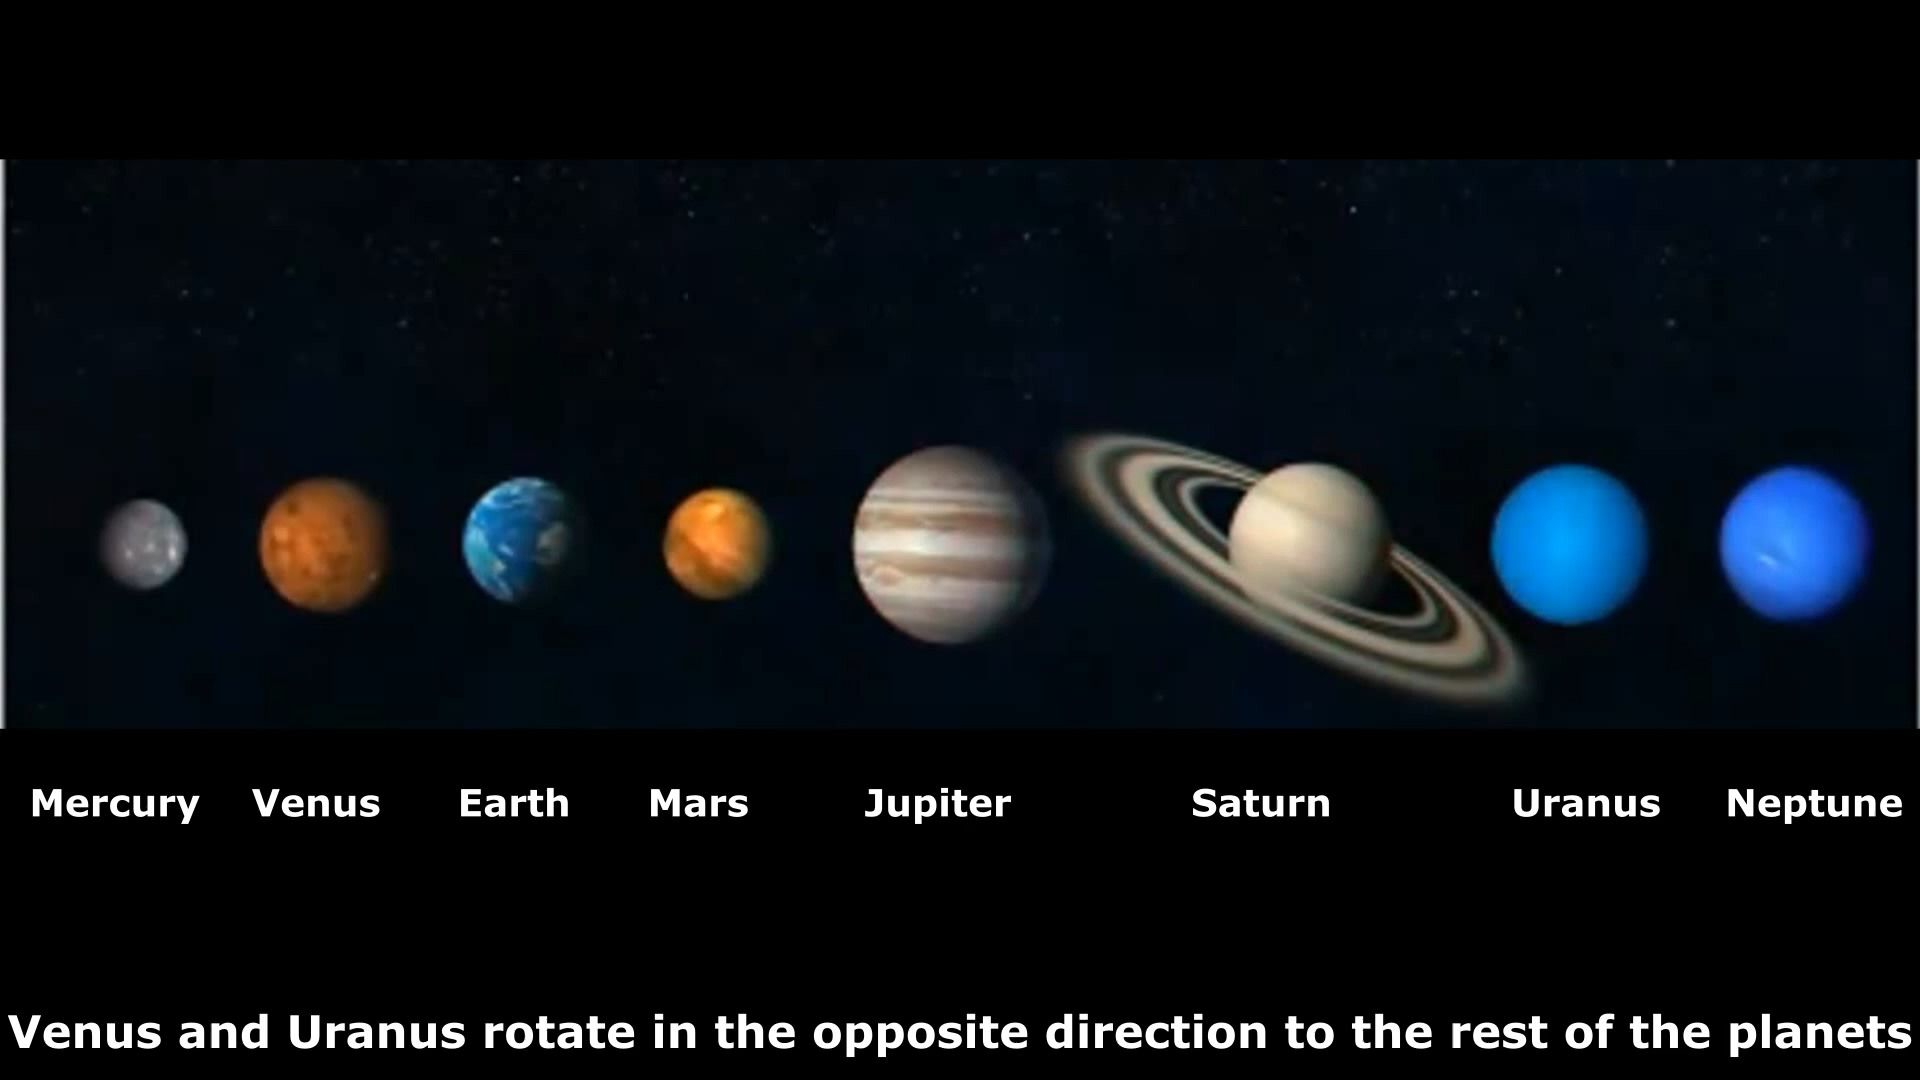 Mercury Venus Earth Mars Jupiter Saturn Uranus Neptune
Venus and Uranus rotate in the opposite direction to the rest of the planets